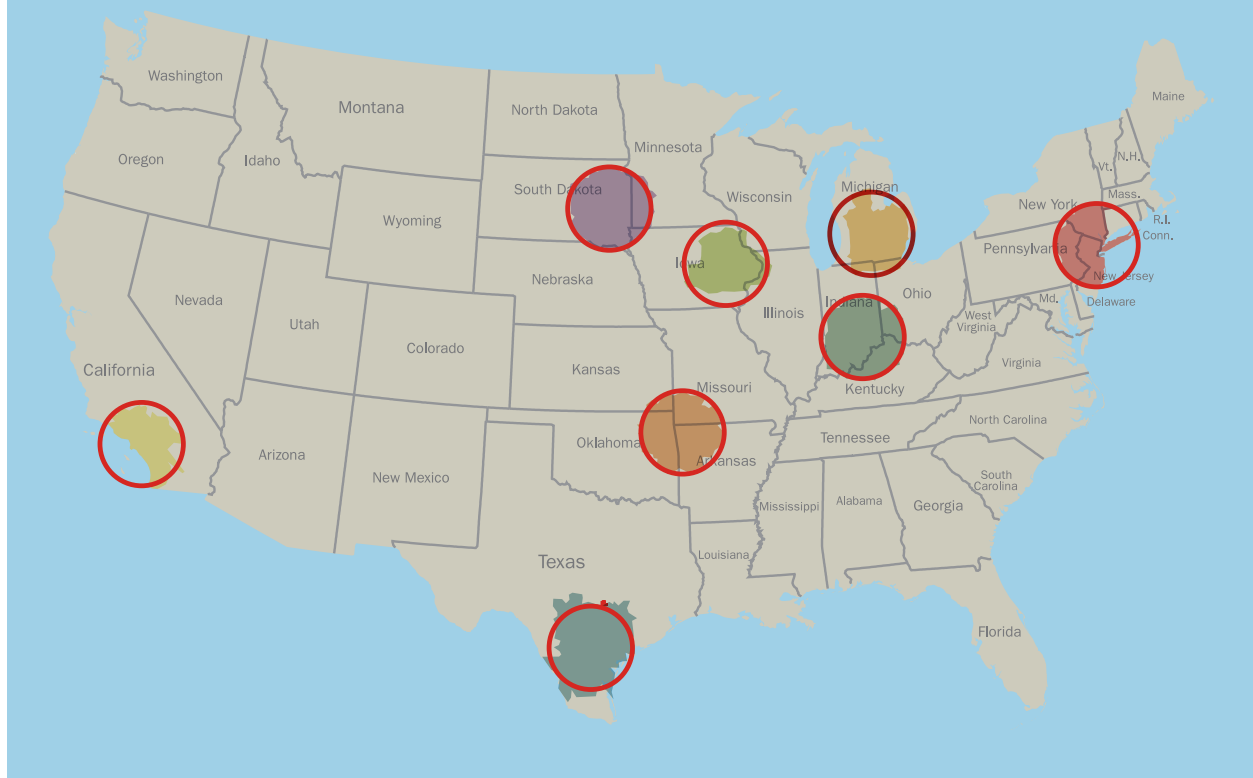 Washington
Montana
North Dakota
Minnesota
Maine
Oregon
Idaho
South Dakota
Wisconsin
Michigan
Vt.
N.H.
Mass.
New York
R.I.
Conn.
Wyoming
Pennsylvania
New Jersey
Nebraska
Iowa
Ohio
Indiana
Illinois
Md.
Delaware
Nevada
Utah
Colorado
West
Virginia
Virginia
California
Kansas
Missouri
Kentucky
North Carolina
Arizona
New Mexico
Oklahoma
Arkansas
Tennessee
South
Carolina
Mississippi
Alabama
Georgia
Texas
Louisiana
Florida